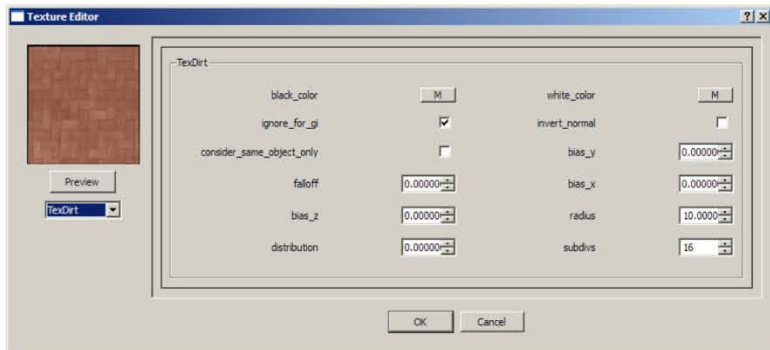 Texture Editor
TexDirt
black_color M white_color M
ignore_for_gi invert_normal
consider_same_object_only bias_y 0.00000
Preview
falloff 0.00000 bias_x 0.00000
TexDirt
bias_z 0.00000 radius 10.0000
distribution 0.00000 subdivs 16
OK Cancel